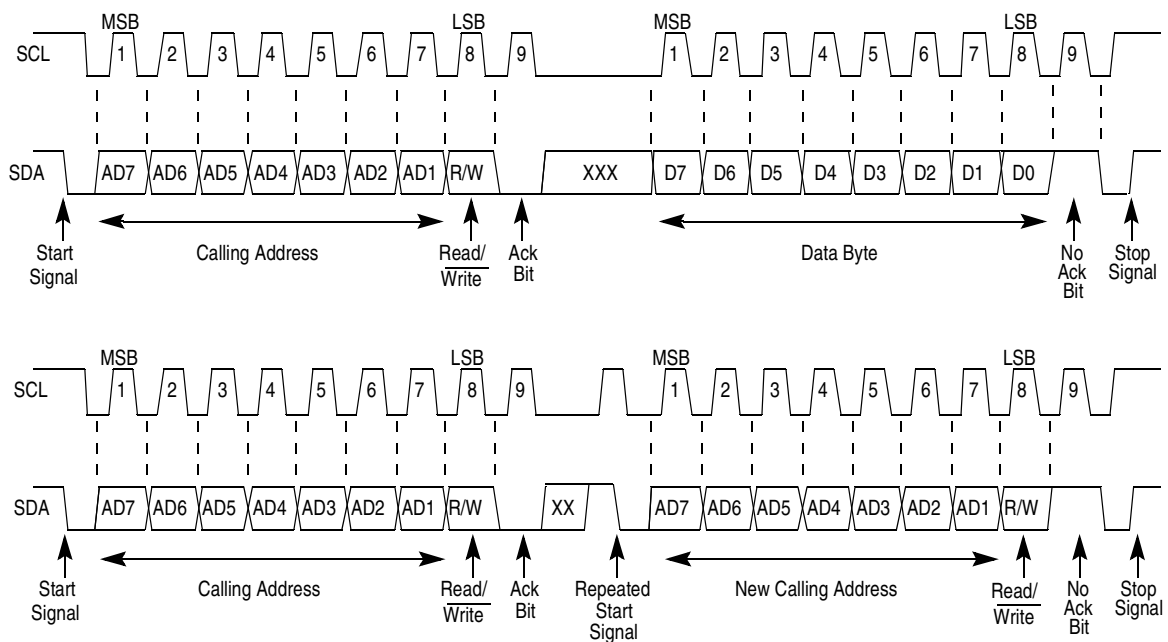 MSB LSB MSB LSB
SCL 1 2 3 4 5 6 7 8 9 1 2 3 4 5 6 7 8 9
SDA AD7 AD6 AD5 AD4 AD3 AD2 AD1 R/W XXX D7 D6 D5 D4 D3 D2 D1 D0
Start Calling Address Read/ Ack Data Byte No Stop
Signal Write Bit Ack Signal
Bit
MSB LSB MSB LSB
SCL 1 2 3 4 5 6 7 8 9 1 2 3 4 5 6 7 8 9
SDA AD7 AD6 AD5 AD4 AD3 AD2 AD1 R/W XX AD7 AD6 AD5 AD4 AD3 AD2 AD1 R/W
Start Calling Address Read/ Ack Repeated New Calling Address Read/ No Stop
Signal Write Bit Start Write Ack Signal
Signal Bit